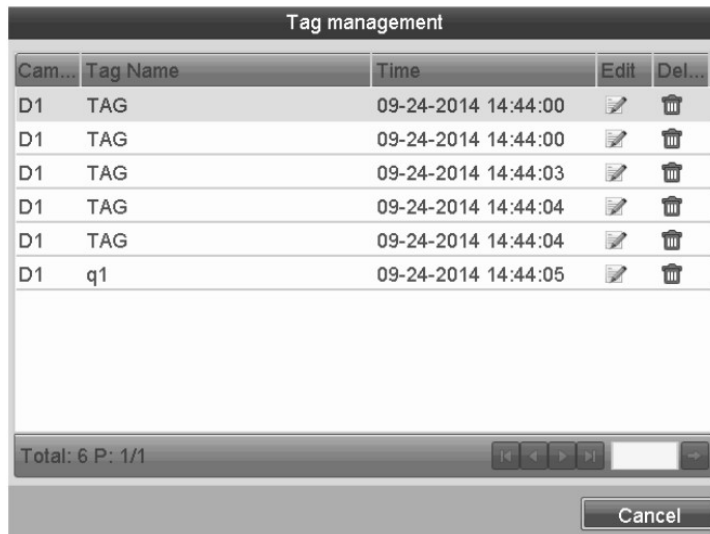 Tag management
Cam... Tag Name Time Edit Del...
D1 TAG 09-24-2014 14:44:00
D1 TAG 09-24-2014 14:44:00
D1 TAG 09-24-2014 14:44:03
D1 TAG 09-24-2014 14:44:04
D1 TAG 09-24-2014 14:44:04
D1 q1 09-24-2014 14:44:05
Total: 6 P: 1/1
Cancel